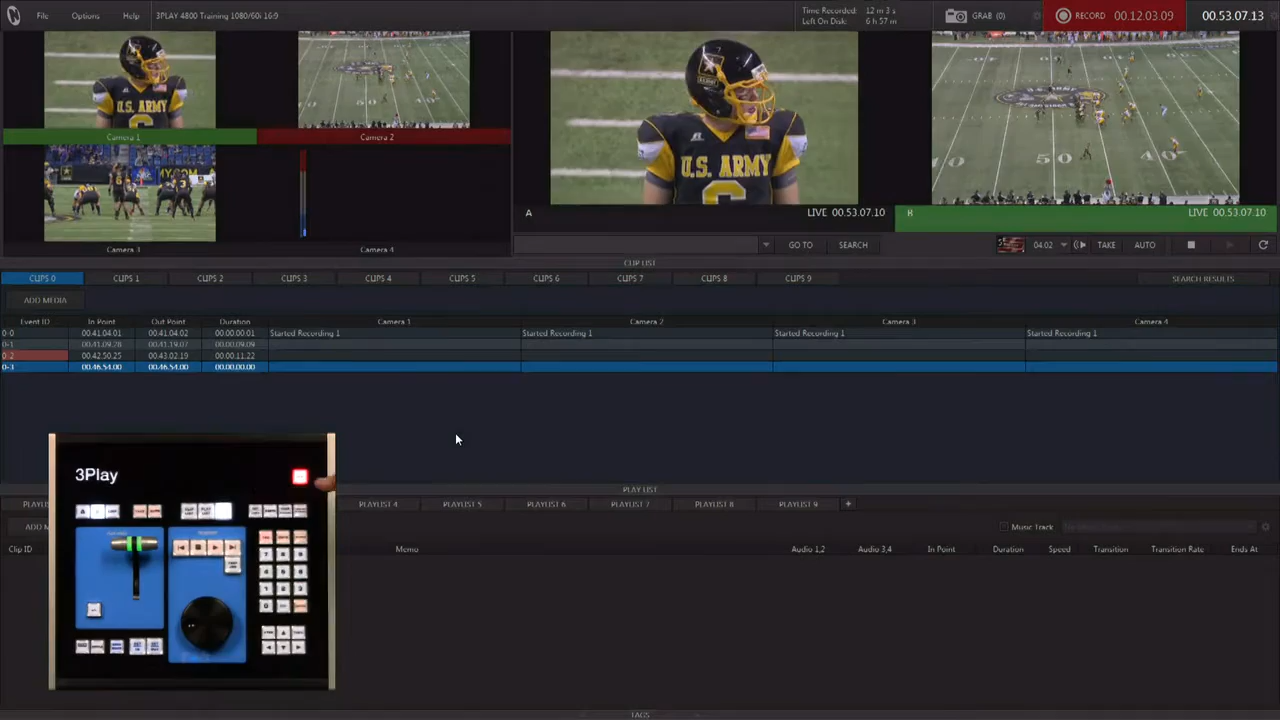 File Options Help 3PLAY 4800 Training 1080/60i 16:9
Time Recorded: 12 m 3 s
Left On Disk: 6 h 57 m
GRAB (0) RECORD 00.12.03.09 00.53.07.13
U.S. ARMY
Camera 1 Camera 2
Camera 3 Camera 4
U.S. ARMY
50 40
A LIVE 00.53.07.10 B LIVE 00.53.07.10
GO TO SEARCH 04.02 TAKE AUTO
CLIP LIST
CLIPS 0 CLIPS 1 CLIPS 2 CLIPS 3 CLIPS 4 CLIPS 5 CLIPS 6 CLIPS 7 CLIPS 8 CLIPS 9 SEARCH RESULTS
ADD MEDIA
Event ID In Point Out Point Duration Camera 1 Camera 2 Camera 3 Camera 4
0-0 00.41.04.01 00.41.04.02 00.00.00.01 Started Recording 1 Started Recording 1 Started Recording 1 Started Recording 1
0-1 00.41.09.28 00.41.19.07 00.00.09.09
0-2 00.42.50.25 00.43.02.19 00.00.11.22
0-3 00.46.54.00 00.46.54.00 00.00.00.00
3Play
PLAY LIST
PLAYLIST 4 PLAYLIST 5 PLAYLIST 6 PLAYLIST 7 PLAYLIST 8 PLAYLIST 9 +
ADD M Music Track
Clip ID Memo Audio 1,2 Audio 3,4 In Point Duration Speed Transition Transition Rate Ends At
TAGS